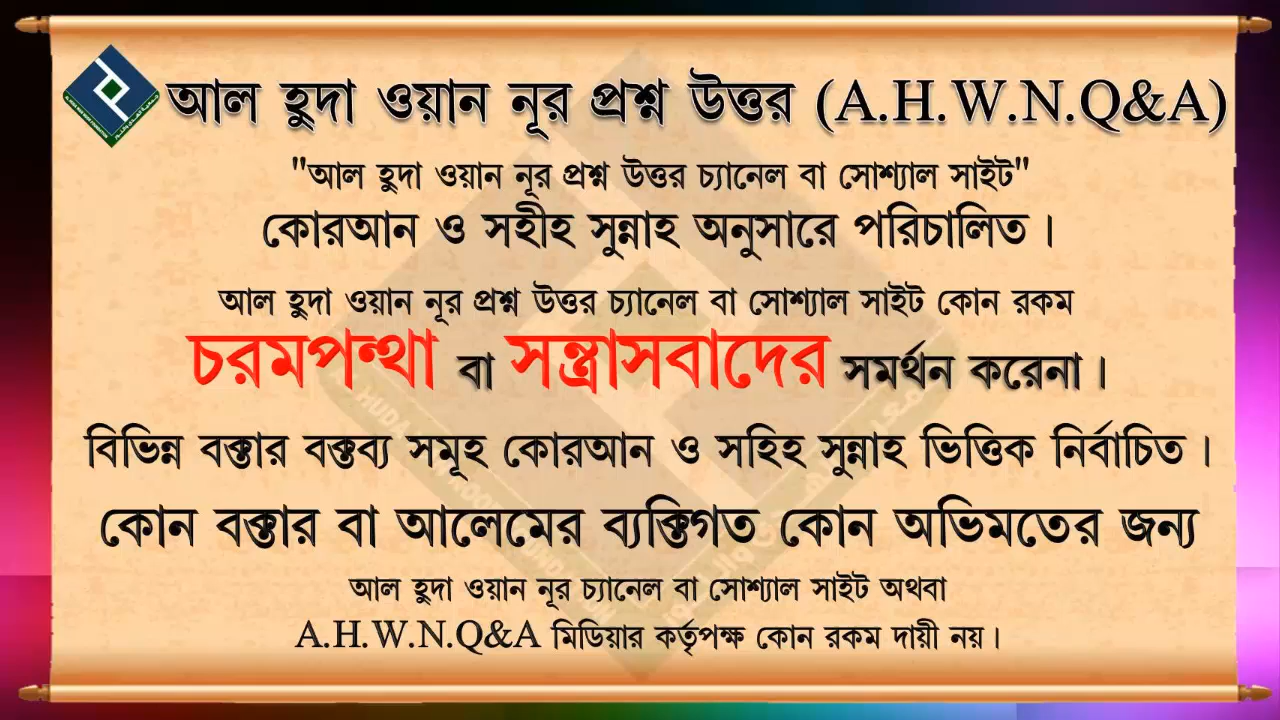 আল হুদা ওয়ান নূর প্রশ্ন উত্তর (A.H.W.N.Q&A)
"আল হুদা ওয়ান নূর প্রশ্ন উত্তর চ্যানেল বা সোশ্যাল সাইট"
কোরআন ও সহীহ সুন্নাহ অনুসারে পরিচালিত।
আল হুদা ওয়ান নূর প্রশ্ন উত্তর চ্যানেল বা সোশ্যাল সাইট কোন রকম
চরমপন্থা বা সন্ত্রাসবাদের সমর্থন করেনা।
বিভিন্ন বক্তার বক্তব্য সমূহ কোরআন ও সহিহ সুন্নাহ ভিত্তিক নির্বাচিত।
কোন বক্তার বা আলেমের ব্যক্তিগত কোন অভিমতের জন্য
আল হুদা ওয়ান নূর চ্যানেল বা সোশ্যাল সাইট অথবা
A.H.W.N.Q&A মিডিয়ার কর্তৃপক্ষ কোন রকম দায়ী নয়।